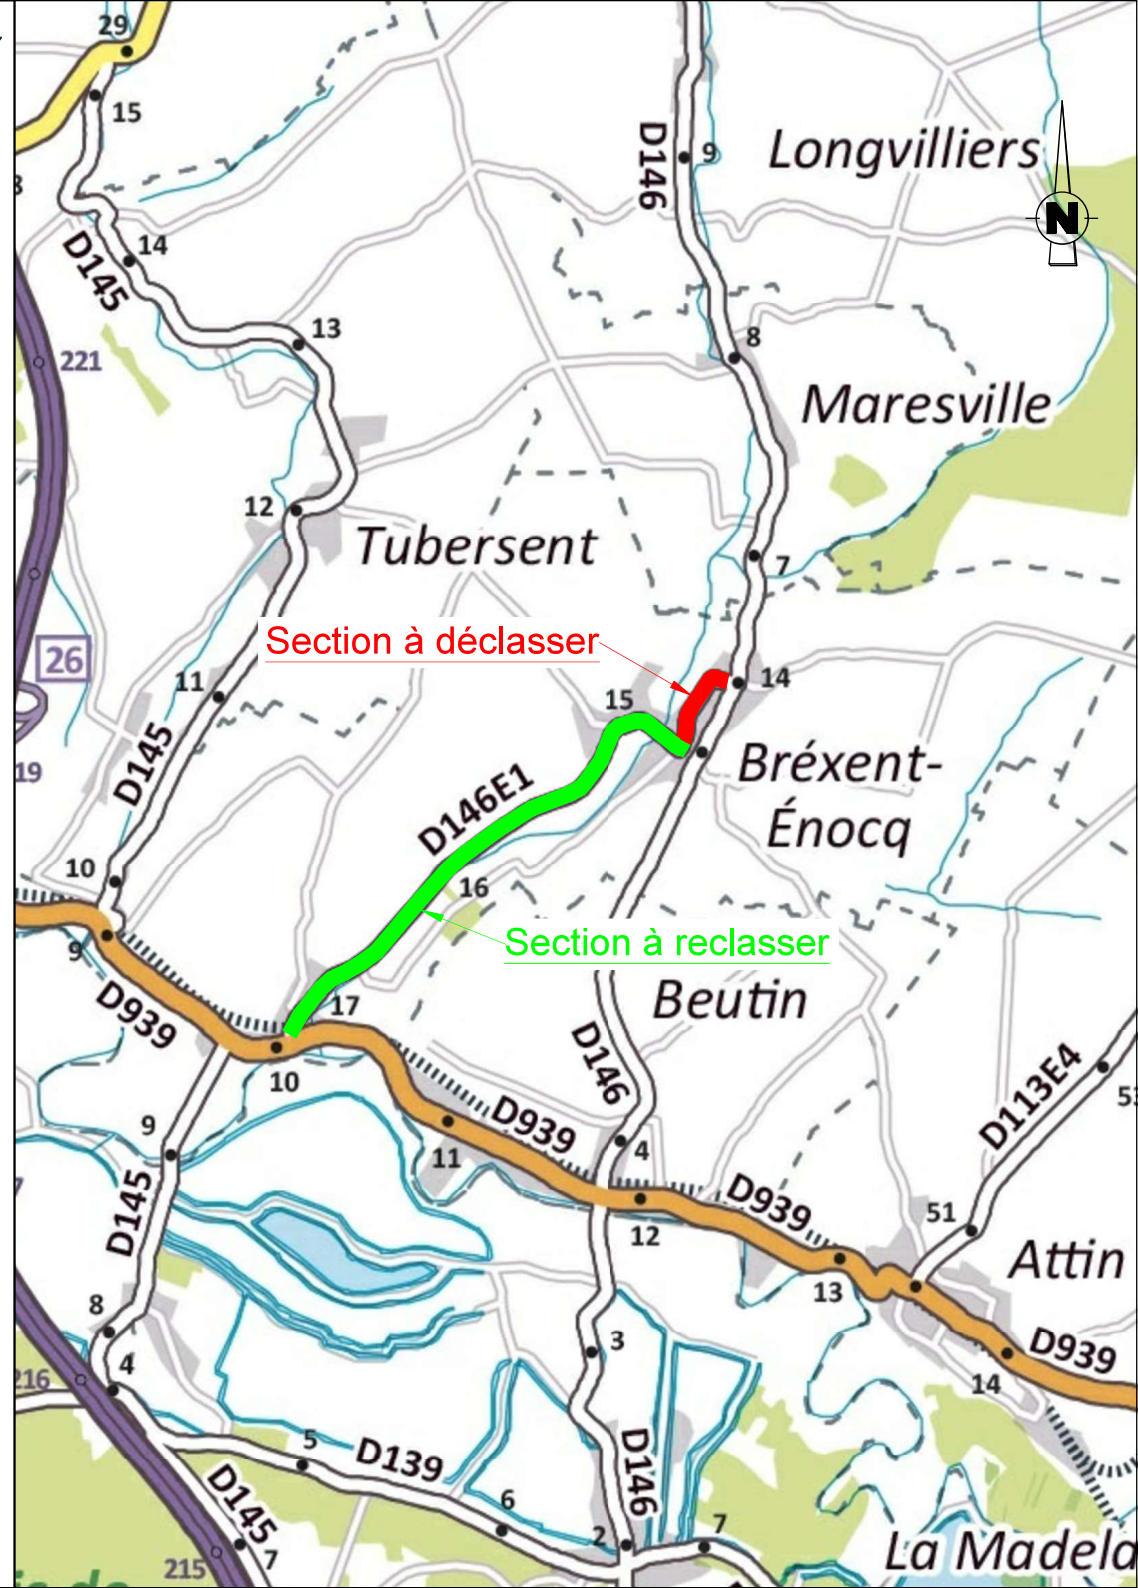 29
15
D146
9
Longvilliers
N
14
D145
13
8
221
Maresville
12
Tubersent
7
Section à déclasser
26
11
15
14
D145
19
Bréxent-
Énocq
D146E1
10
16
9
Section à reclasser
D939
17
Beutin
10
D146
D113E4
9
D939
4
11
D145
D939
51
12
Attin
13
8
3
D939
4
216
14
5
D139
D146
6
D145
2
7
7
215
La Madela